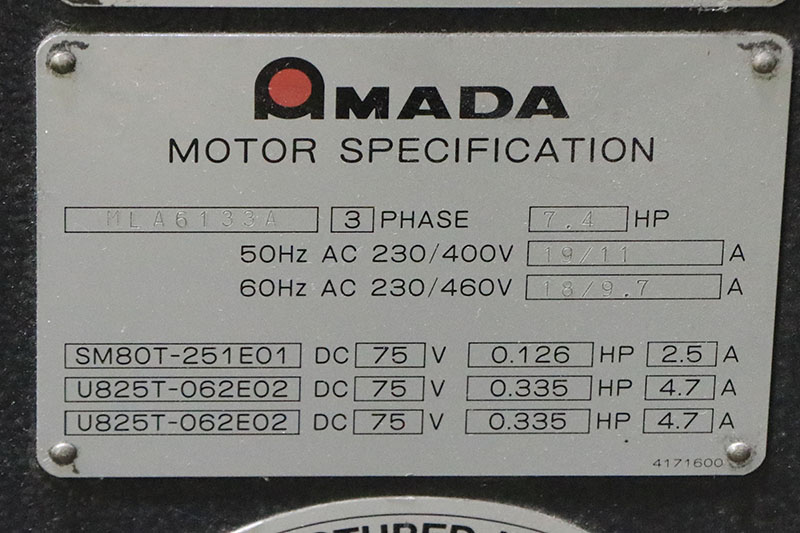 AMADA
MOTOR SPECIFICATION
MLA6133A 3 PHASE 7.4 HP
50Hz AC 230/400V 19/11 A
60Hz AC 230/460V 18/9.7 A
SM80T-251E01 DC 75 V 0.126 HP 2.5 A
U825T-062E02 DC 75 V 0.335 HP 4.7 A
U825T-062E02 DC 75 V 0.335 HP 4.7 A
4171600